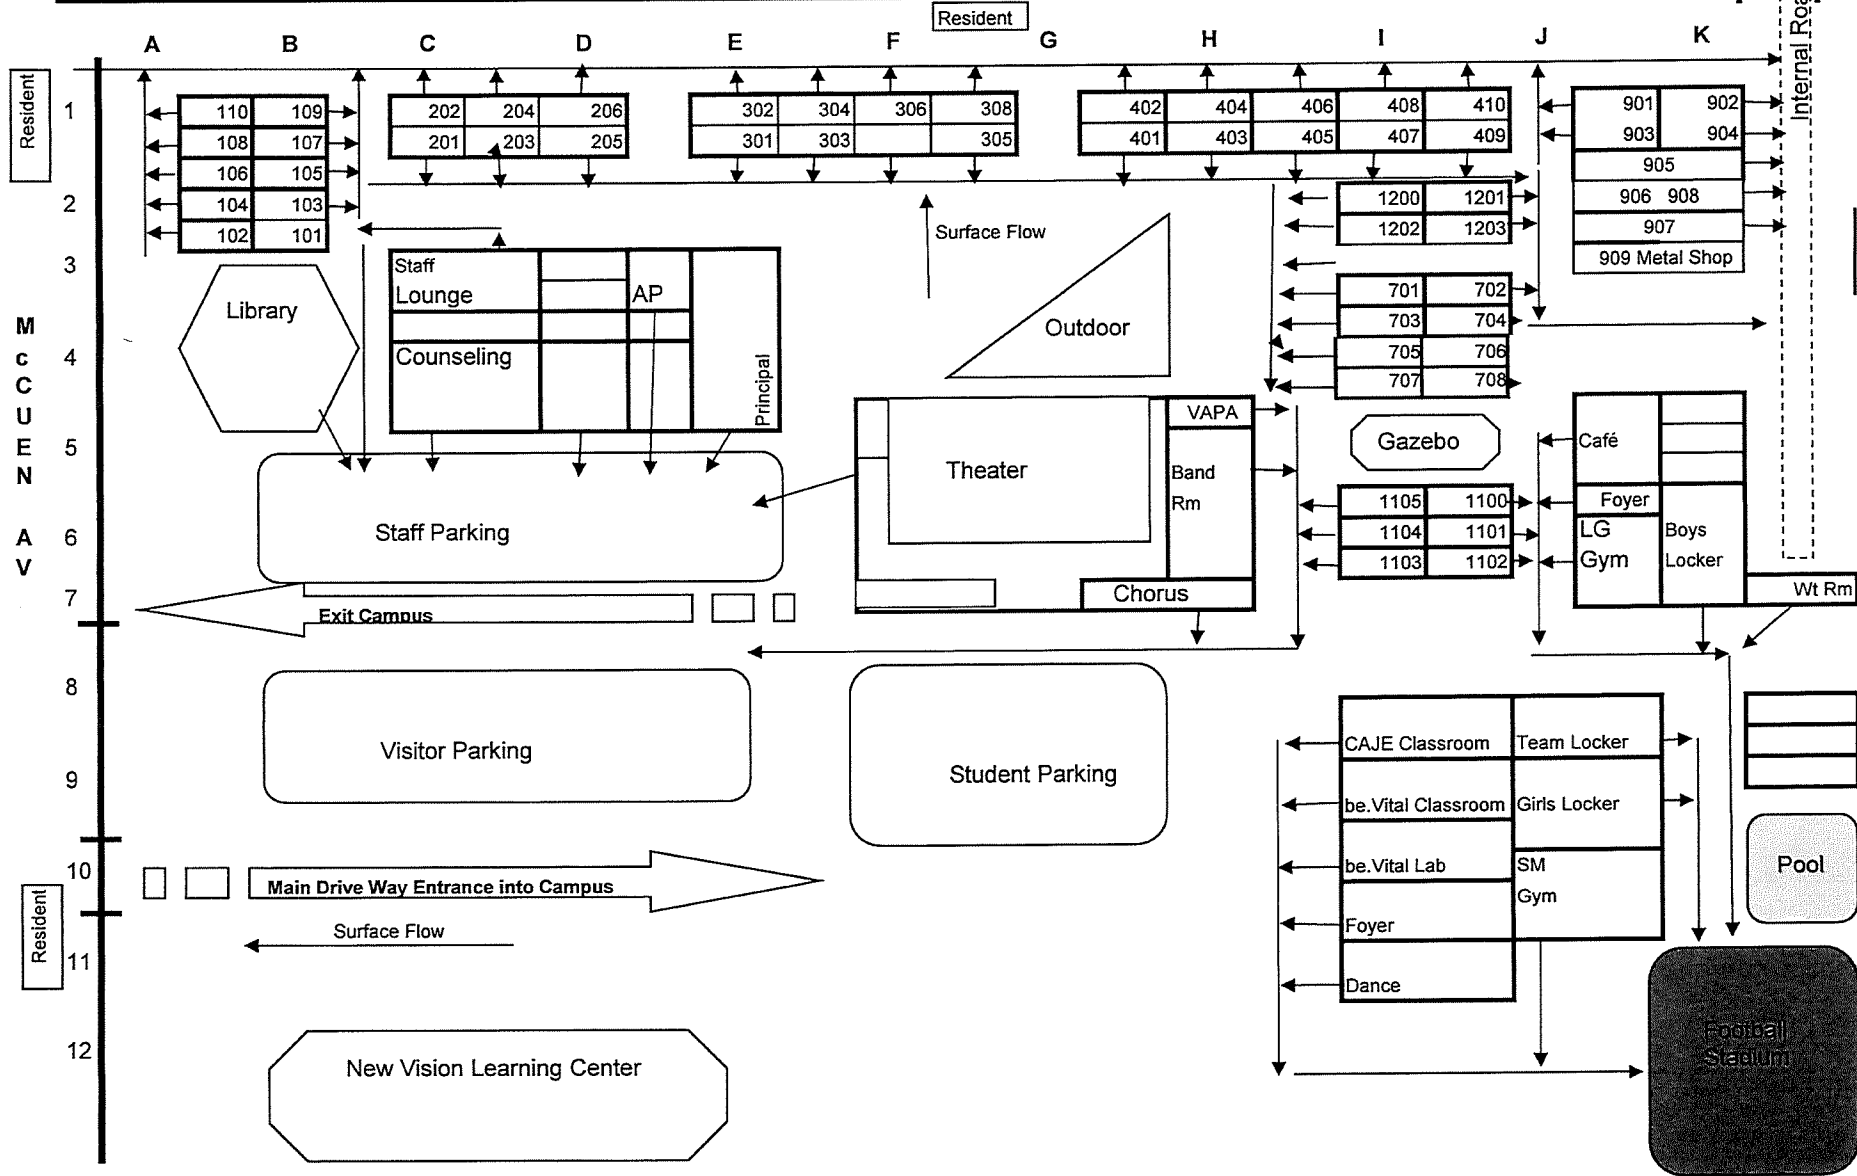 Resident
A B C D E F G H I J K
Internal Roa
Resident
1
110 109
108 107
106 105
104 103
102 101
202 204 206
201 203 205
302 304 306 308
301 303 305
402 404 406 408 410
401 403 405 407 409
901 902
903 904
905
906 908
907
909 Metal Shop
2
1200 1201
1202 1203
Surface Flow
3
Staff
Lounge
AP
Principal
Counseling
Library
Outdoor
701 702
703 704
705 706
707 708
McCUEN AV
4
5
VAPA
Theater
Band
Rm
Chorus
Gazebo
Café
Foyer
LG
Gym
Boys
Locker
Wt Rm
1105 1100
1104 1101
1103 1102
Staff Parking
6
7
Exit Campus
8
Visitor Parking
Student Parking
9
CAJE Classroom Team Locker
be.Vital Classroom Girls Locker
be.Vital Lab SM
Gym
Foyer
Dance
Pool
10
Main Drive Way Entrance into Campus
Resident
Surface Flow
11
Football
Stadium
12
New Vision Learning Center